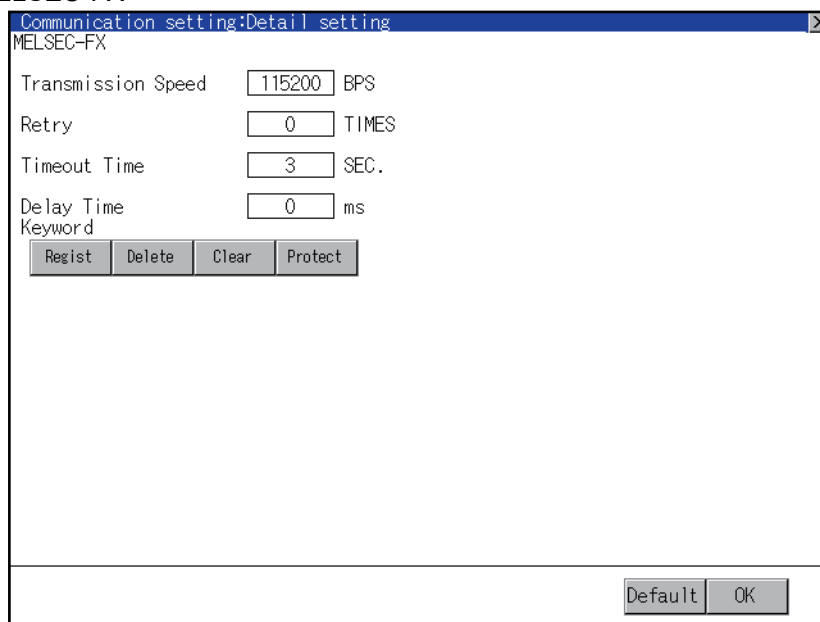 Communication setting:Detail setting X
MELSEC-FX
Transmission Speed 115200 BPS
Retry 0 TIMES
Timeout Time 3 SEC.
Delay Time 0 ms
Keyword
Regist Delete Clear Protect
Default OK